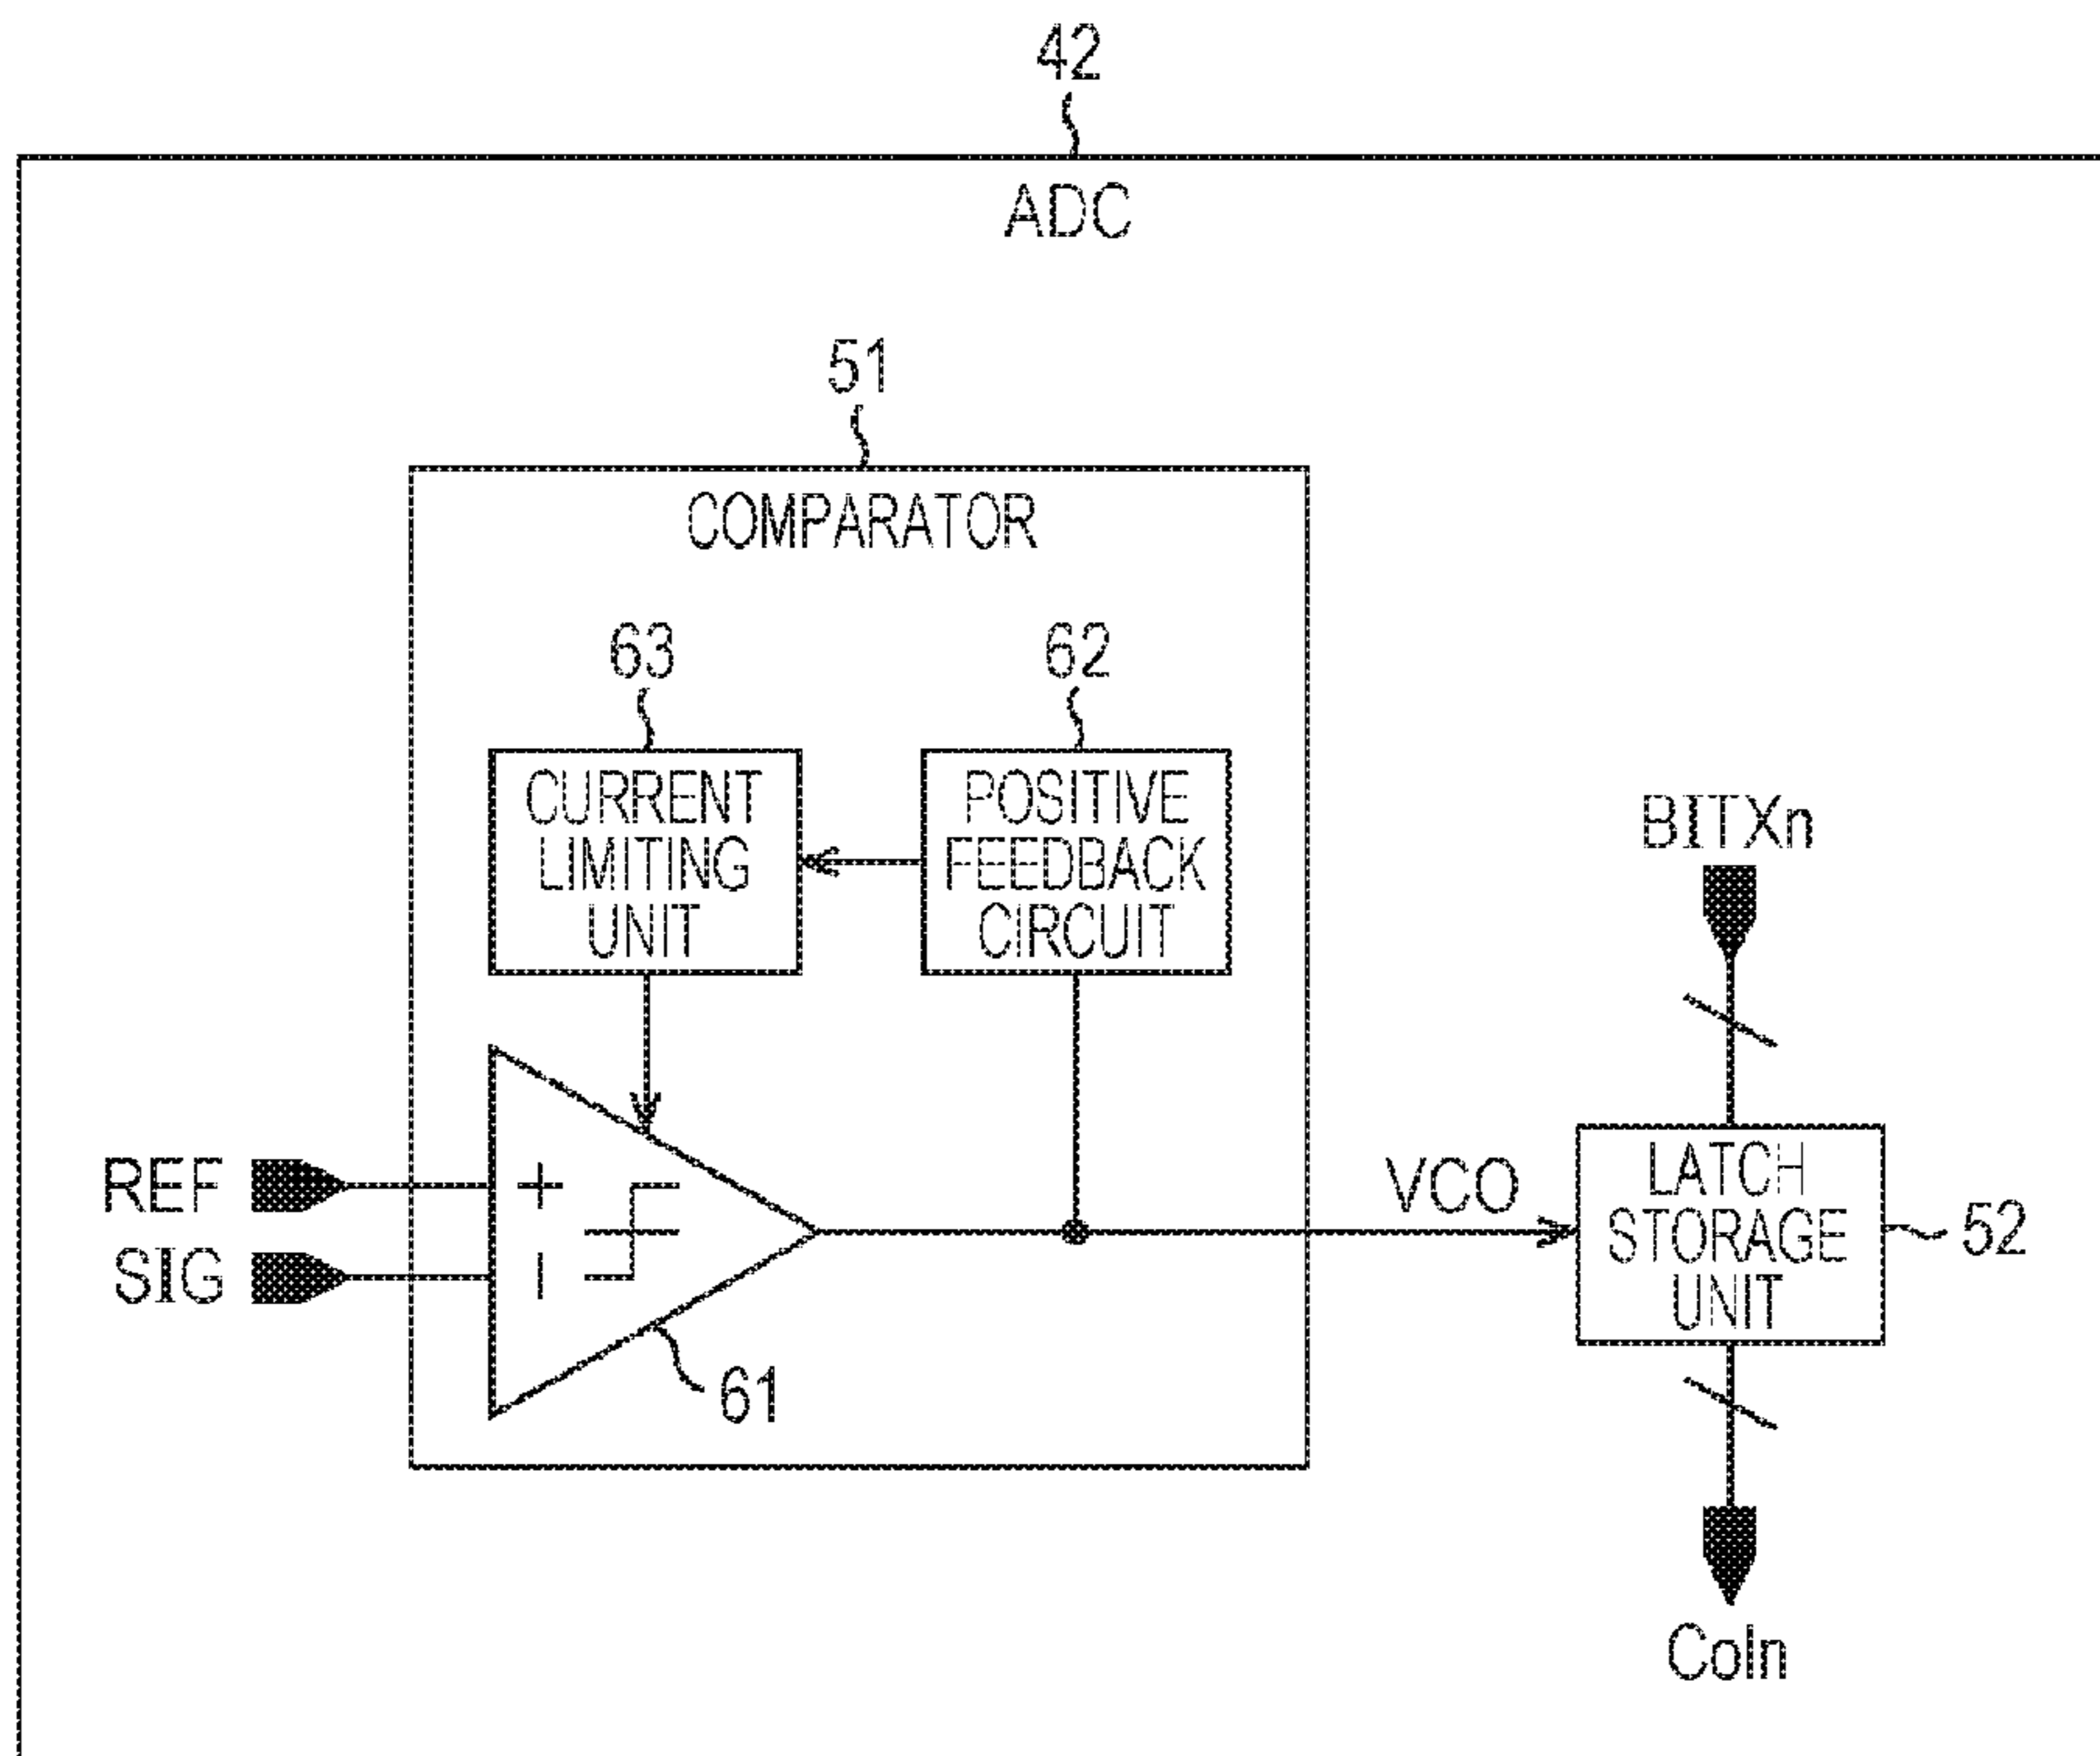 42
ADC
51
COMPARATOR
63
62
CURRENT
LIMITING
UNIT
POSITIVE
FEEDBACK
CIRCUIT
BITXn
REF
SIG
+
−
61
VCO
LATCH
STORAGE
UNIT
52
Coln